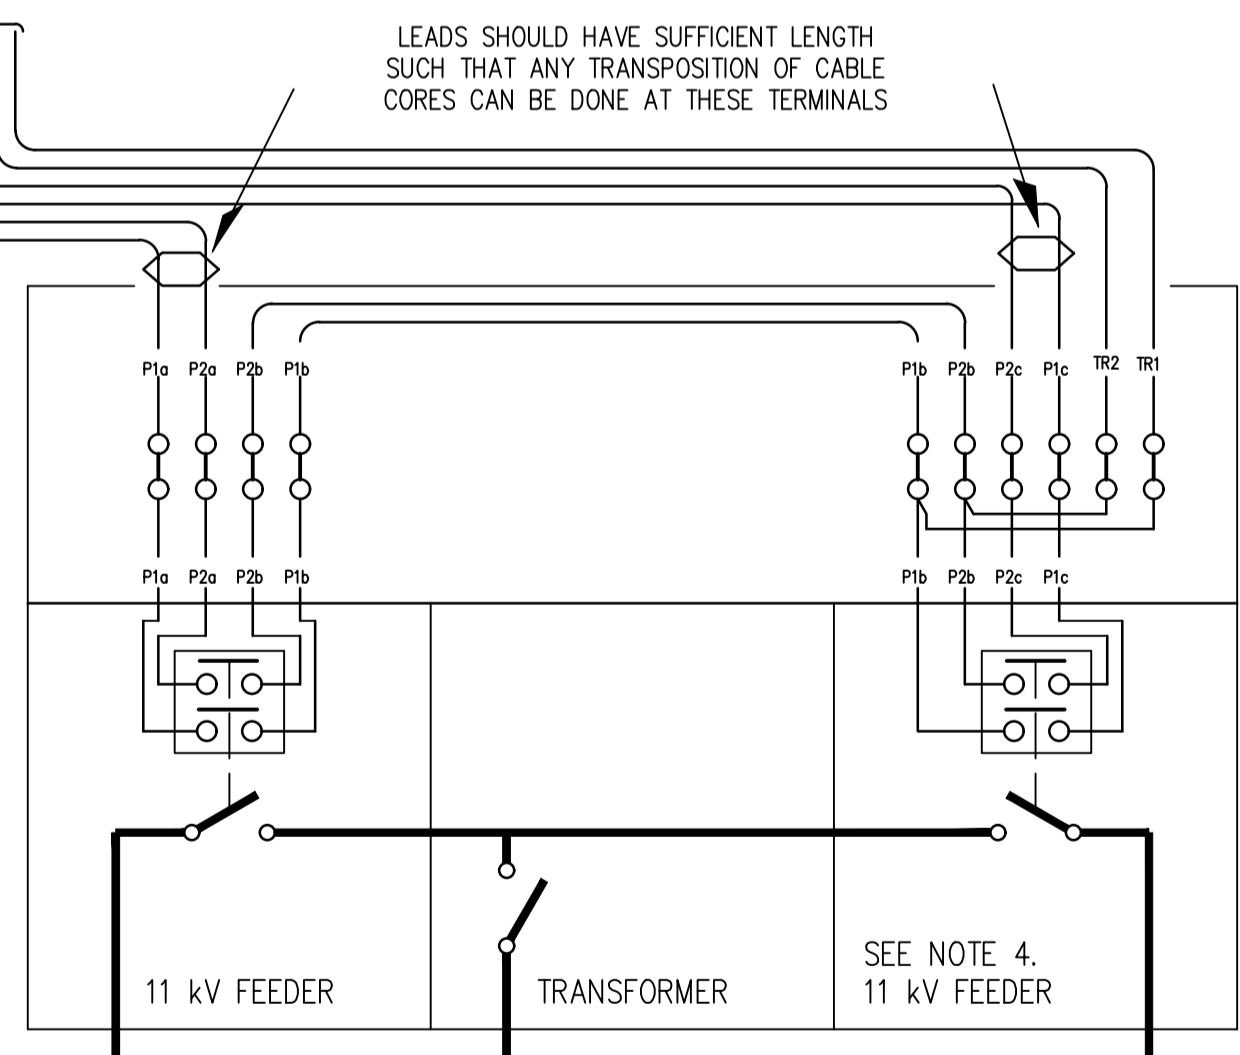 LEADS SHOULD HAVE SUFFICIENT LENGTH
SUCH THAT ANY TRANSPOSITION OF CABLE
CORES CAN BE DONE AT THESE TERMINALS
P1a P2a P2b P1b P1b P2b P2c P1c TR2 TR1
P1a P2a P2b P1b P1b P2b P2c P1c
11 kV FEEDER
TRANSFORMER
SEE NOTE 4.
11 kV FEEDER